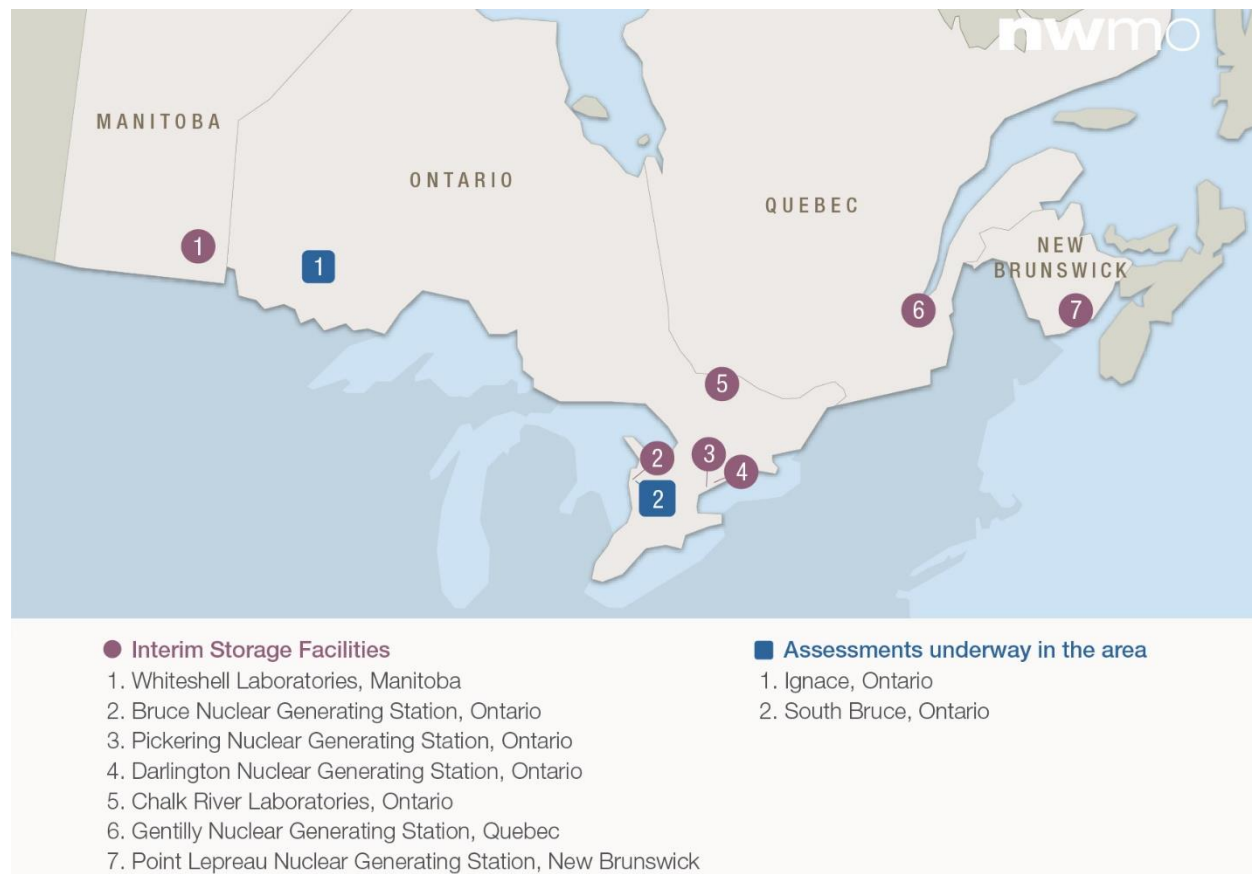 nwmo
MANITOBA
ONTARIO
QUEBEC
NEW
BRUNSWICK
1
1
6
7
5
2
3
4
2
Interim Storage Facilities
1. Whiteshell Laboratories, Manitoba
2. Bruce Nuclear Generating Station, Ontario
3. Pickering Nuclear Generating Station, Ontario
4. Darlington Nuclear Generating Station, Ontario
5. Chalk River Laboratories, Ontario
6. Gentilly Nuclear Generating Station, Quebec
7. Point Lepreau Nuclear Generating Station, New Brunswick
Assessments underway in the area
1. Ignace, Ontario
2. South Bruce, Ontario